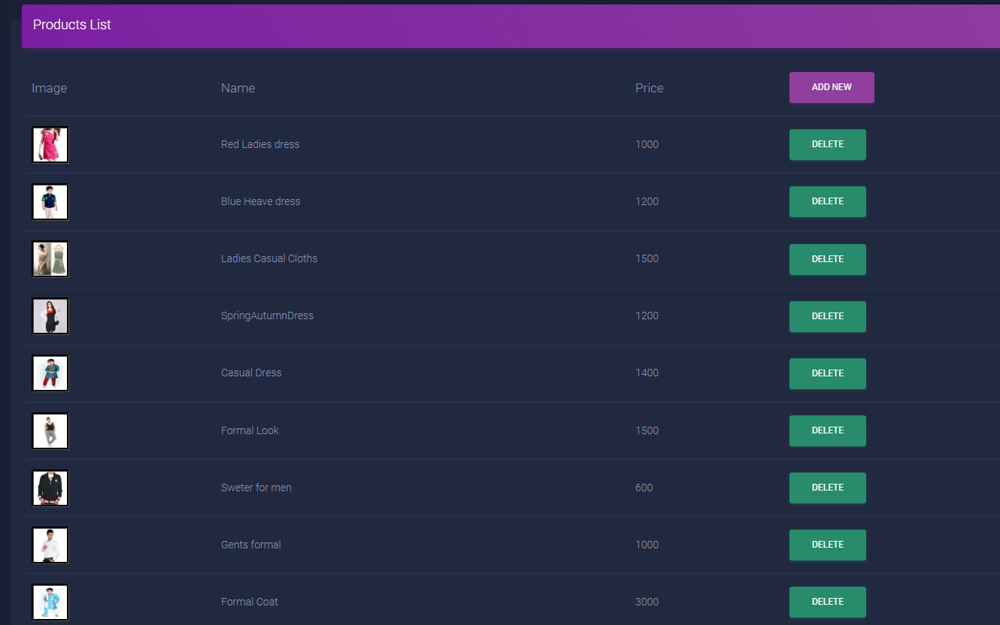 Products List
Image Name Price ADD NEW
Red Ladies dress 1000 DELETE
Blue Heave dress 1200 DELETE
Ladies Casual Cloths 1500 DELETE
SpringAutumnDress 1200 DELETE
Casual Dress 1400 DELETE
Formal Look 1500 DELETE
Sweter for men 600 DELETE
Gents formal 1000 DELETE
Formal Coat 3000 DELETE